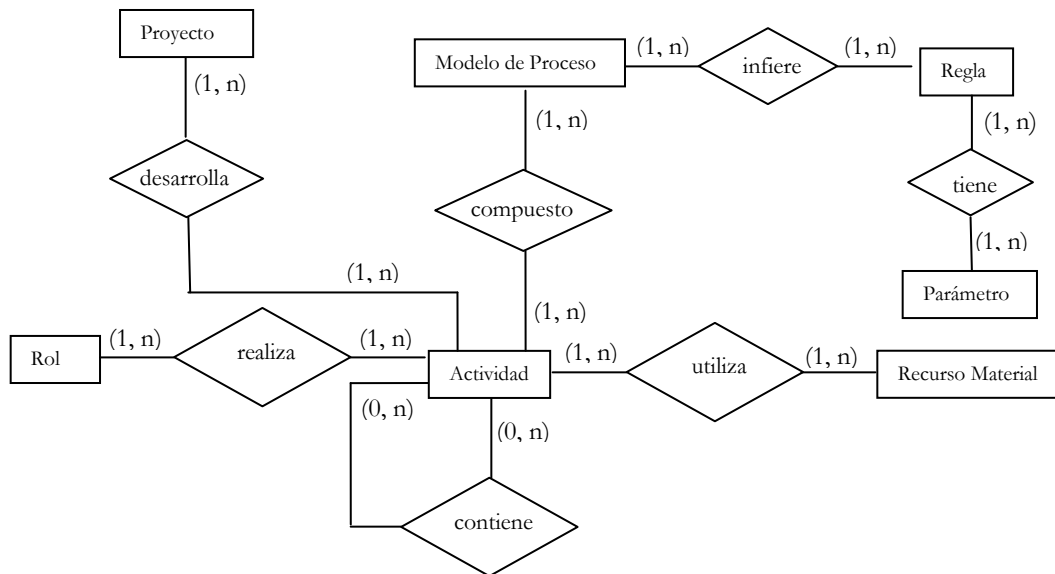 Proyecto
(1, n)
desarrolla
(1, n)
Modelo de Proceso
(1, n)
infiere
(1, n)
Regla
(1, n)
tiene
(1, n)
Parámetro
(1, n)
compuesto
(1, n)
Rol
(1, n)
realiza
(1, n)
Actividad
(1, n)
utiliza
(1, n)
Recurso Material
(0, n)
(0, n)
contiene